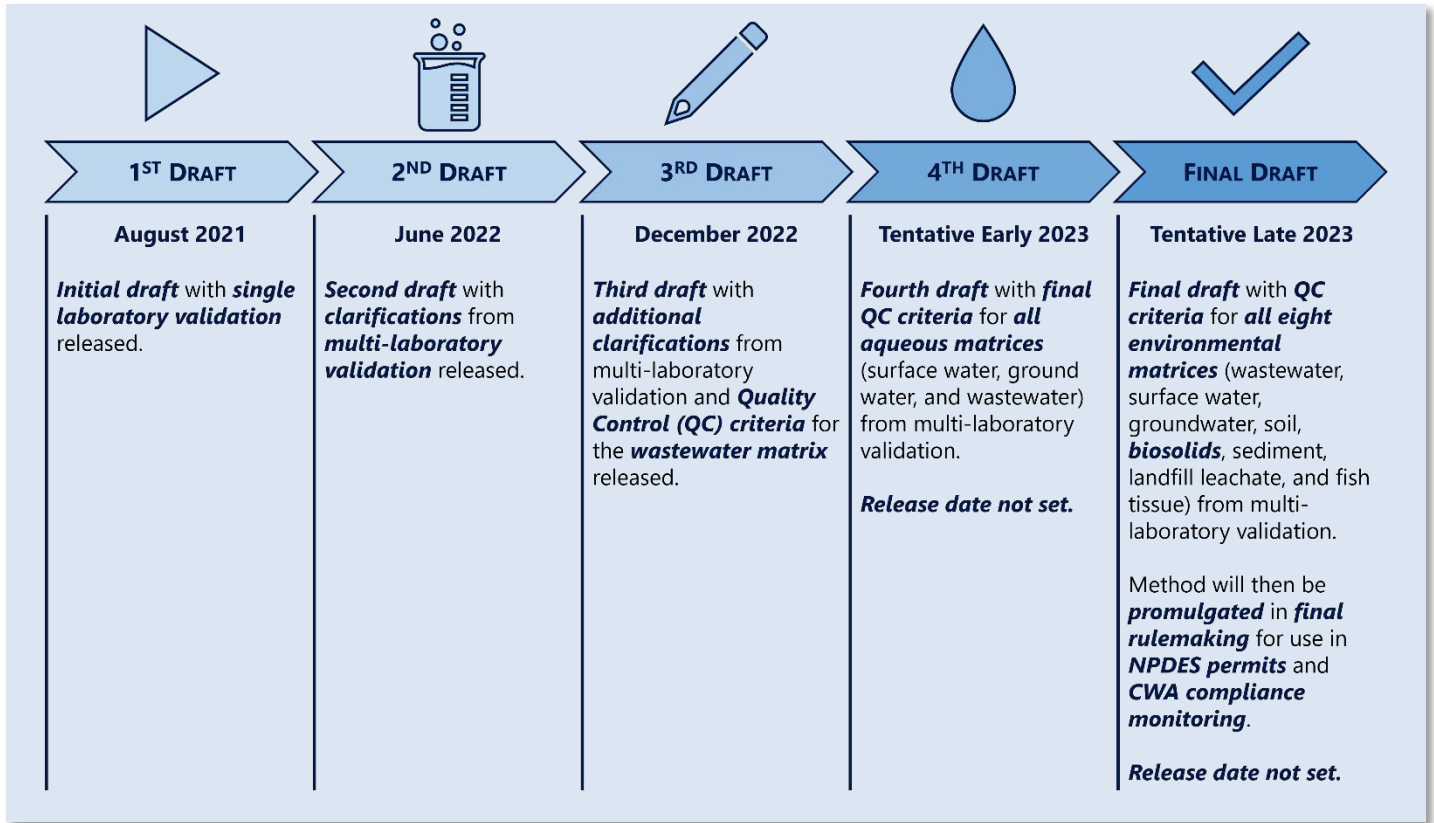 1ST DRAFT
2ND DRAFT
3RD DRAFT
4TH DRAFT
FINAL DRAFT
August 2021
Initial draft with single
laboratory validation
released.
June 2022
Second draft with
clarifications from
multi-laboratory
validation released.
December 2022
Third draft with
additional
clarifications from
multi-laboratory
validation and Quality
Control (QC) criteria for
the wastewater matrix
released.
Tentative Early 2023
Fourth draft with final
QC criteria for all
aqueous matrices
(surface water, ground
water, and wastewater)
from multi-laboratory
validation.
Release date not set.
Tentative Late 2023
Final draft with QC
criteria for all eight
environmental
matrices (wastewater,
surface water,
groundwater, soil,
biosolids, sediment,
landfill leachate, and fish
tissue) from multi-
laboratory validation.
Method will then be
promulgated in final
rulemaking for use in
NPDES permits and
CWA compliance
monitoring.
Release date not set.